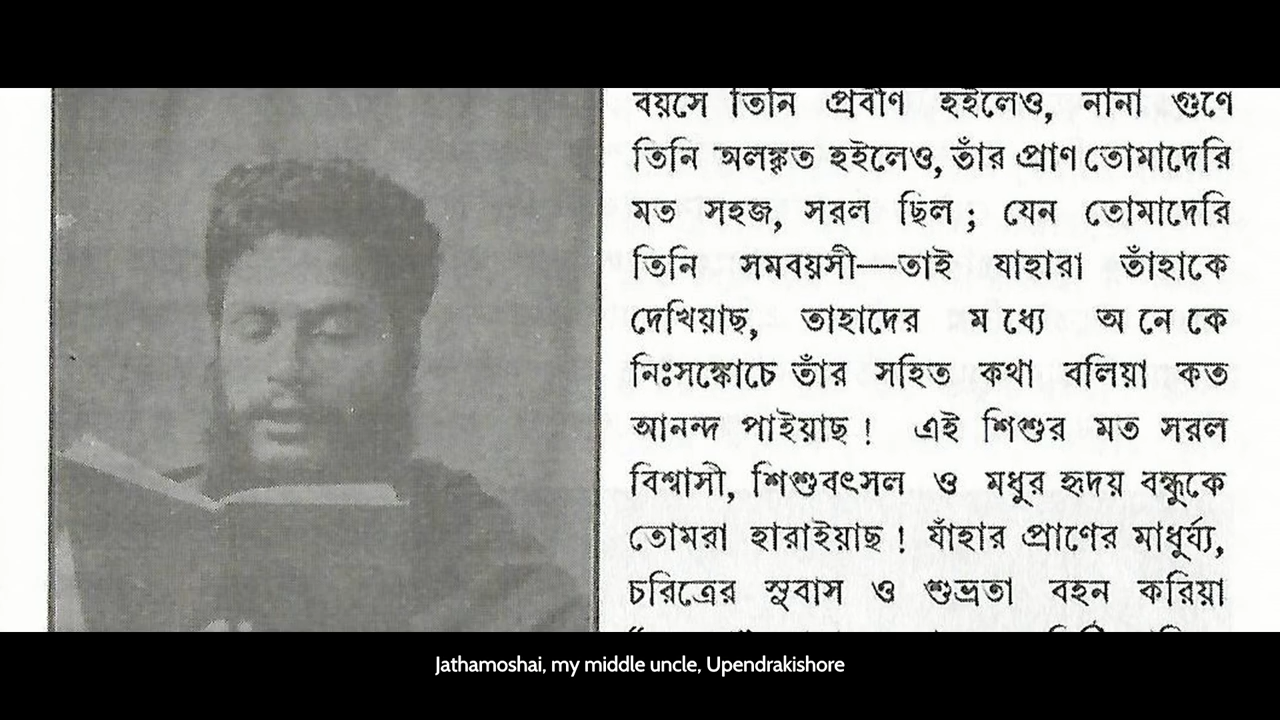 বয়সে তিনি প্রবীণ হইলেও, নানা গুণে
তিনি অলঙ্কৃত হইলেও, তাঁর প্রাণ তোমাদেরি
মত সহজ, সরল ছিল ; যেন তোমাদেরি
তিনি সমবয়সী—তাই যাহারা তাঁহাকে
দেখিয়াছ, তাহাদের মধ্যে অনেকে
নিঃসঙ্কোচে তাঁর সহিত কথা বলিয়া কত
আনন্দ পাইয়াছ ! এই শিশুর মত সরল
বিশ্বাসী, শিশুবৎসল ও মধুর হৃদয় বন্ধুকে
তোমরা হারাইয়াছ ! যাঁহার প্রাণের মাধুর্য্য,
চরিত্রের সুবাস ও শুভ্রতা বহন করিয়া
Jathamoshai, my middle uncle, Upendrakishore